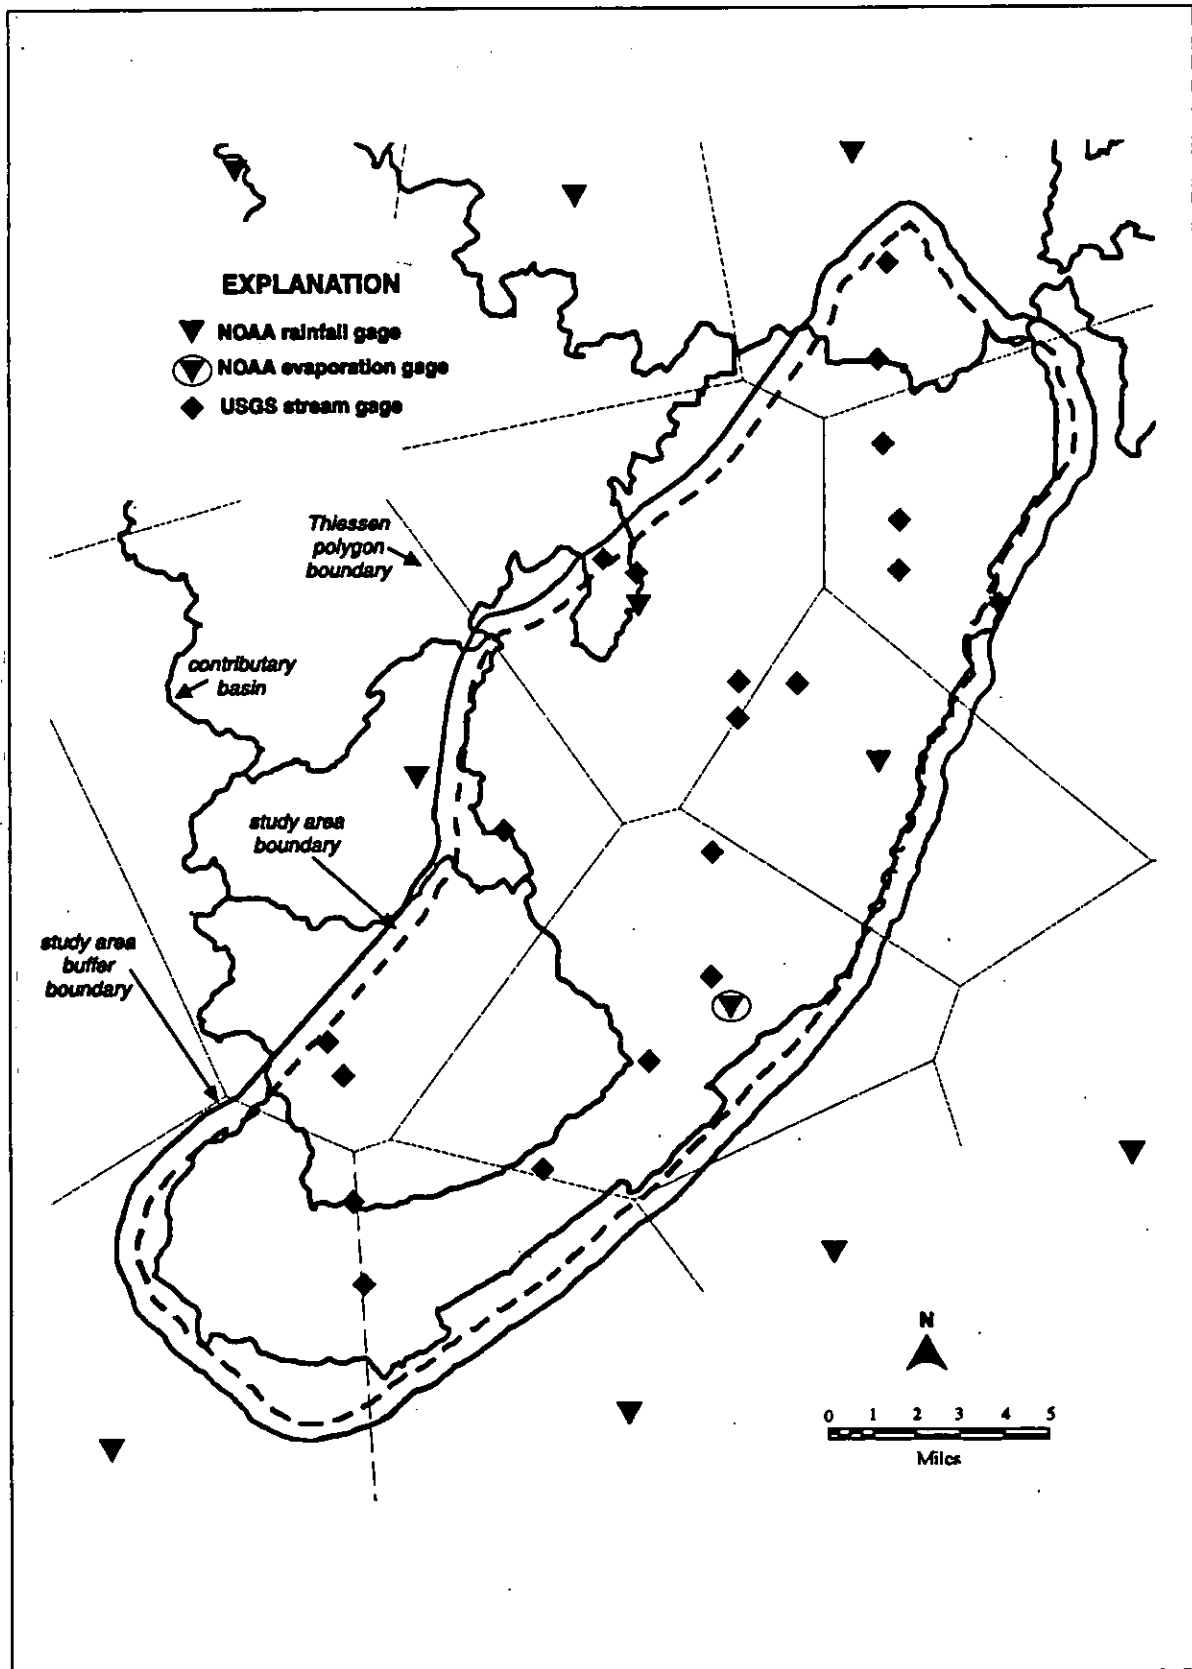 EXPLANATION
NOAA rainfall gage
NOAA evaporation gage
USGS stream gage
Thiessen
polygon
boundary
contributary
basin
study area
boundary
study area
buffer
boundary
N
0 1 2 3 4 5
Miles